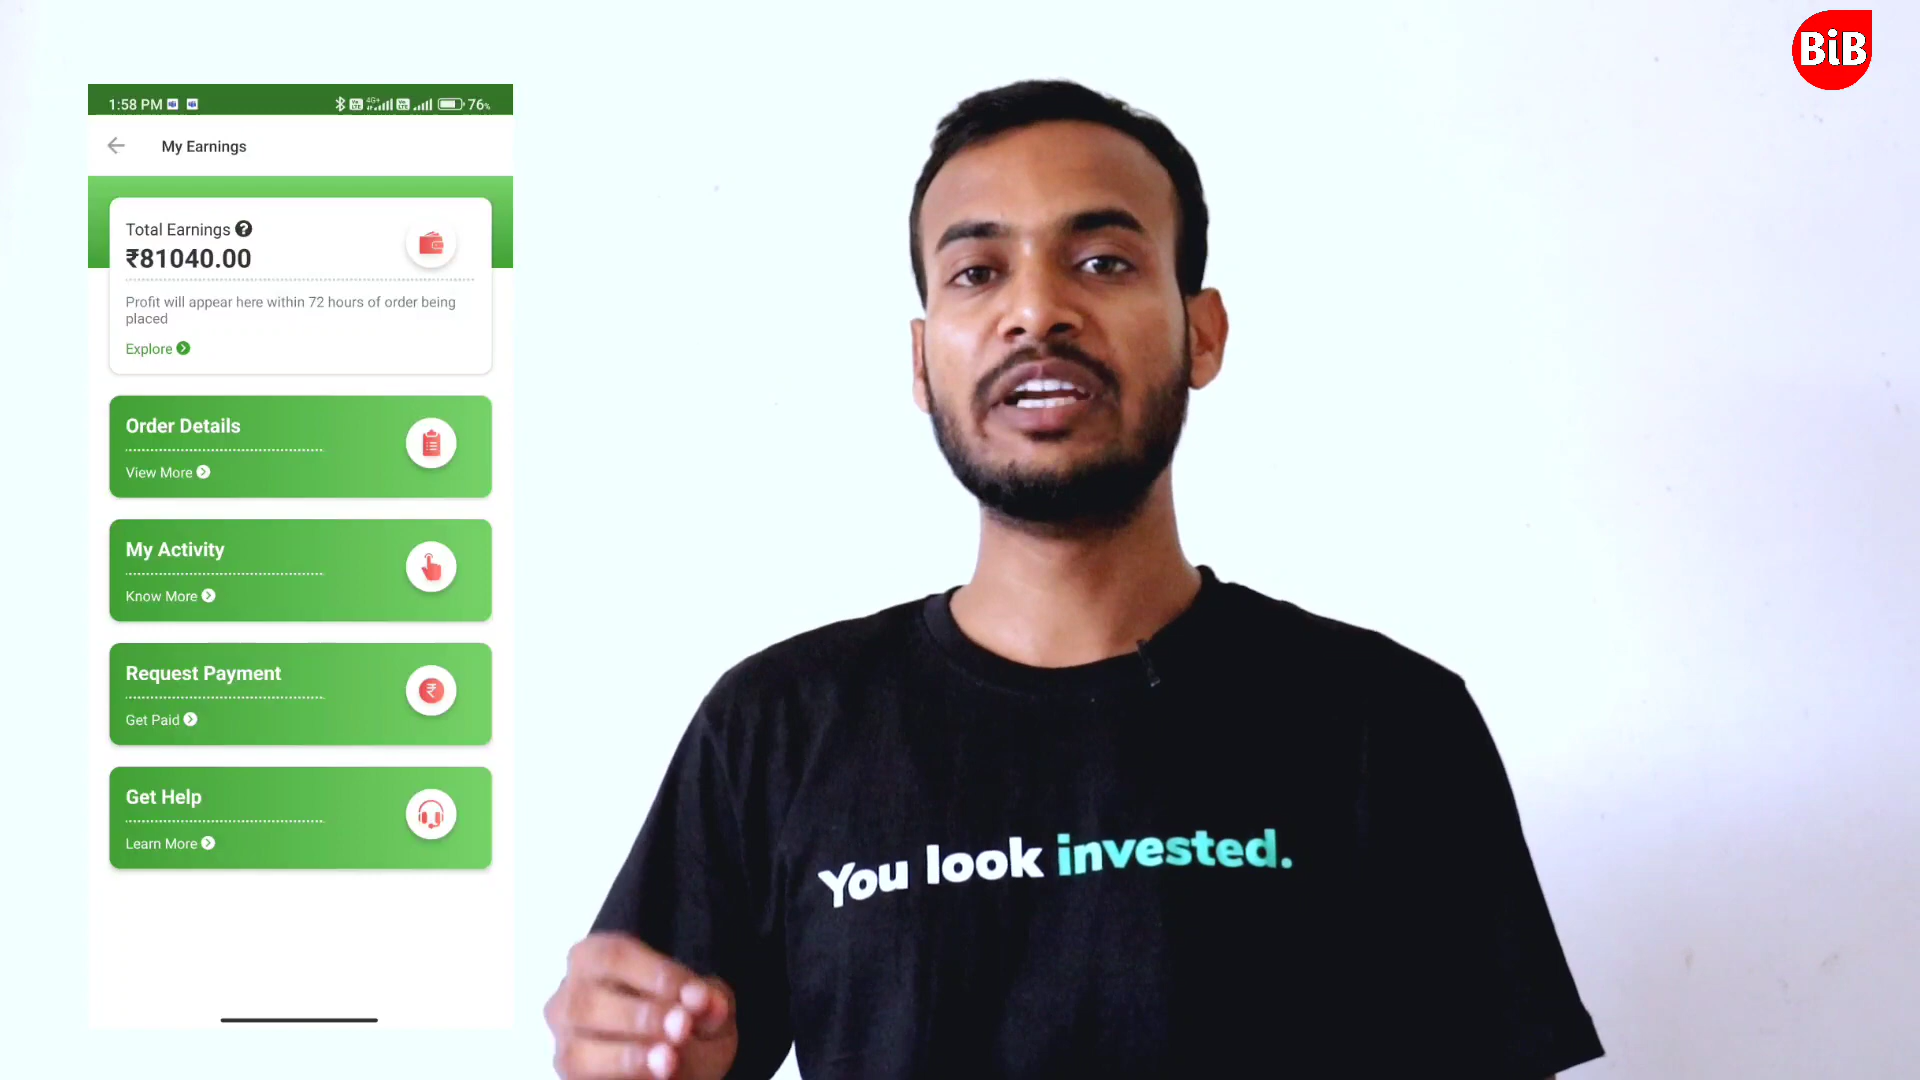 BiB
1:58 PM
4G+
76%
My Earnings
Total Earnings ?
₹81040.00
Profit will appear here within 72 hours of order being
placed
Explore
Order Details
View More
My Activity
Know More
Request Payment
₹
Get Paid
Get Help
Learn More
You look invested.